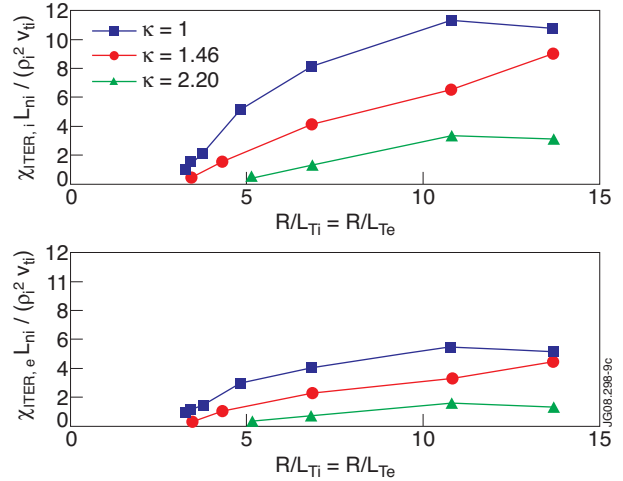 12
10
8
6
4
2
0
χITER, i Lni / (ρi² vti)
κ = 1
κ = 1.46
κ = 2.20
0 5 10 15
R/LTi = R/LTe
12
11
8
6
4
2
0
χITER, e Lni / (ρi² vti)
0 5 10 15
R/LTi = R/LTe
JG08.298-9c